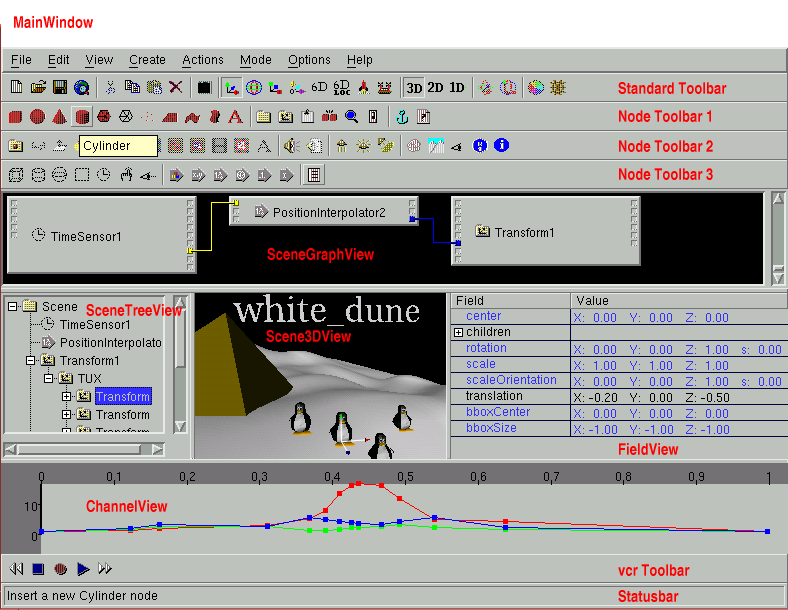 MainWindow
File Edit View Create Actions Mode Options Help
6D 6D LOC 3D 2D 1D Standard Toolbar
Node Toolbar 1
Cylinder Node Toolbar 2
Node Toolbar 3
TimeSensor1 PositionInterpolator2 Transform1
SceneGraphView
Scene
SceneTreeView
TimeSensor1
PositionInterpolato
Transform1
TUX
Transform
Transform
Transform
white_dune
Scene3DView
Field Value
center X: 0.00 Y: 0.00 Z: 0.00
children
rotation X: 0.00 Y: 0.00 Z: 1.00 s: 0.00
scale X: 1.00 Y: 1.00 Z: 1.00
scaleOrientation X: 0.00 Y: 0.00 Z: 1.00 s: 0.00
translation X: -0.20 Y: 0.00 Z: -0.50
bboxCenter X: 0.00 Y: 0.00 Z: 0.00
bboxSize X: -1.00 Y: -1.00 Z: -1.00
FieldView
0 0,1 0,2 0,3 0,4 0,5 0,6 0,7 0,8 0,9 1
10
0
ChannelView
vcr Toolbar
Insert a new Cylinder node Statusbar